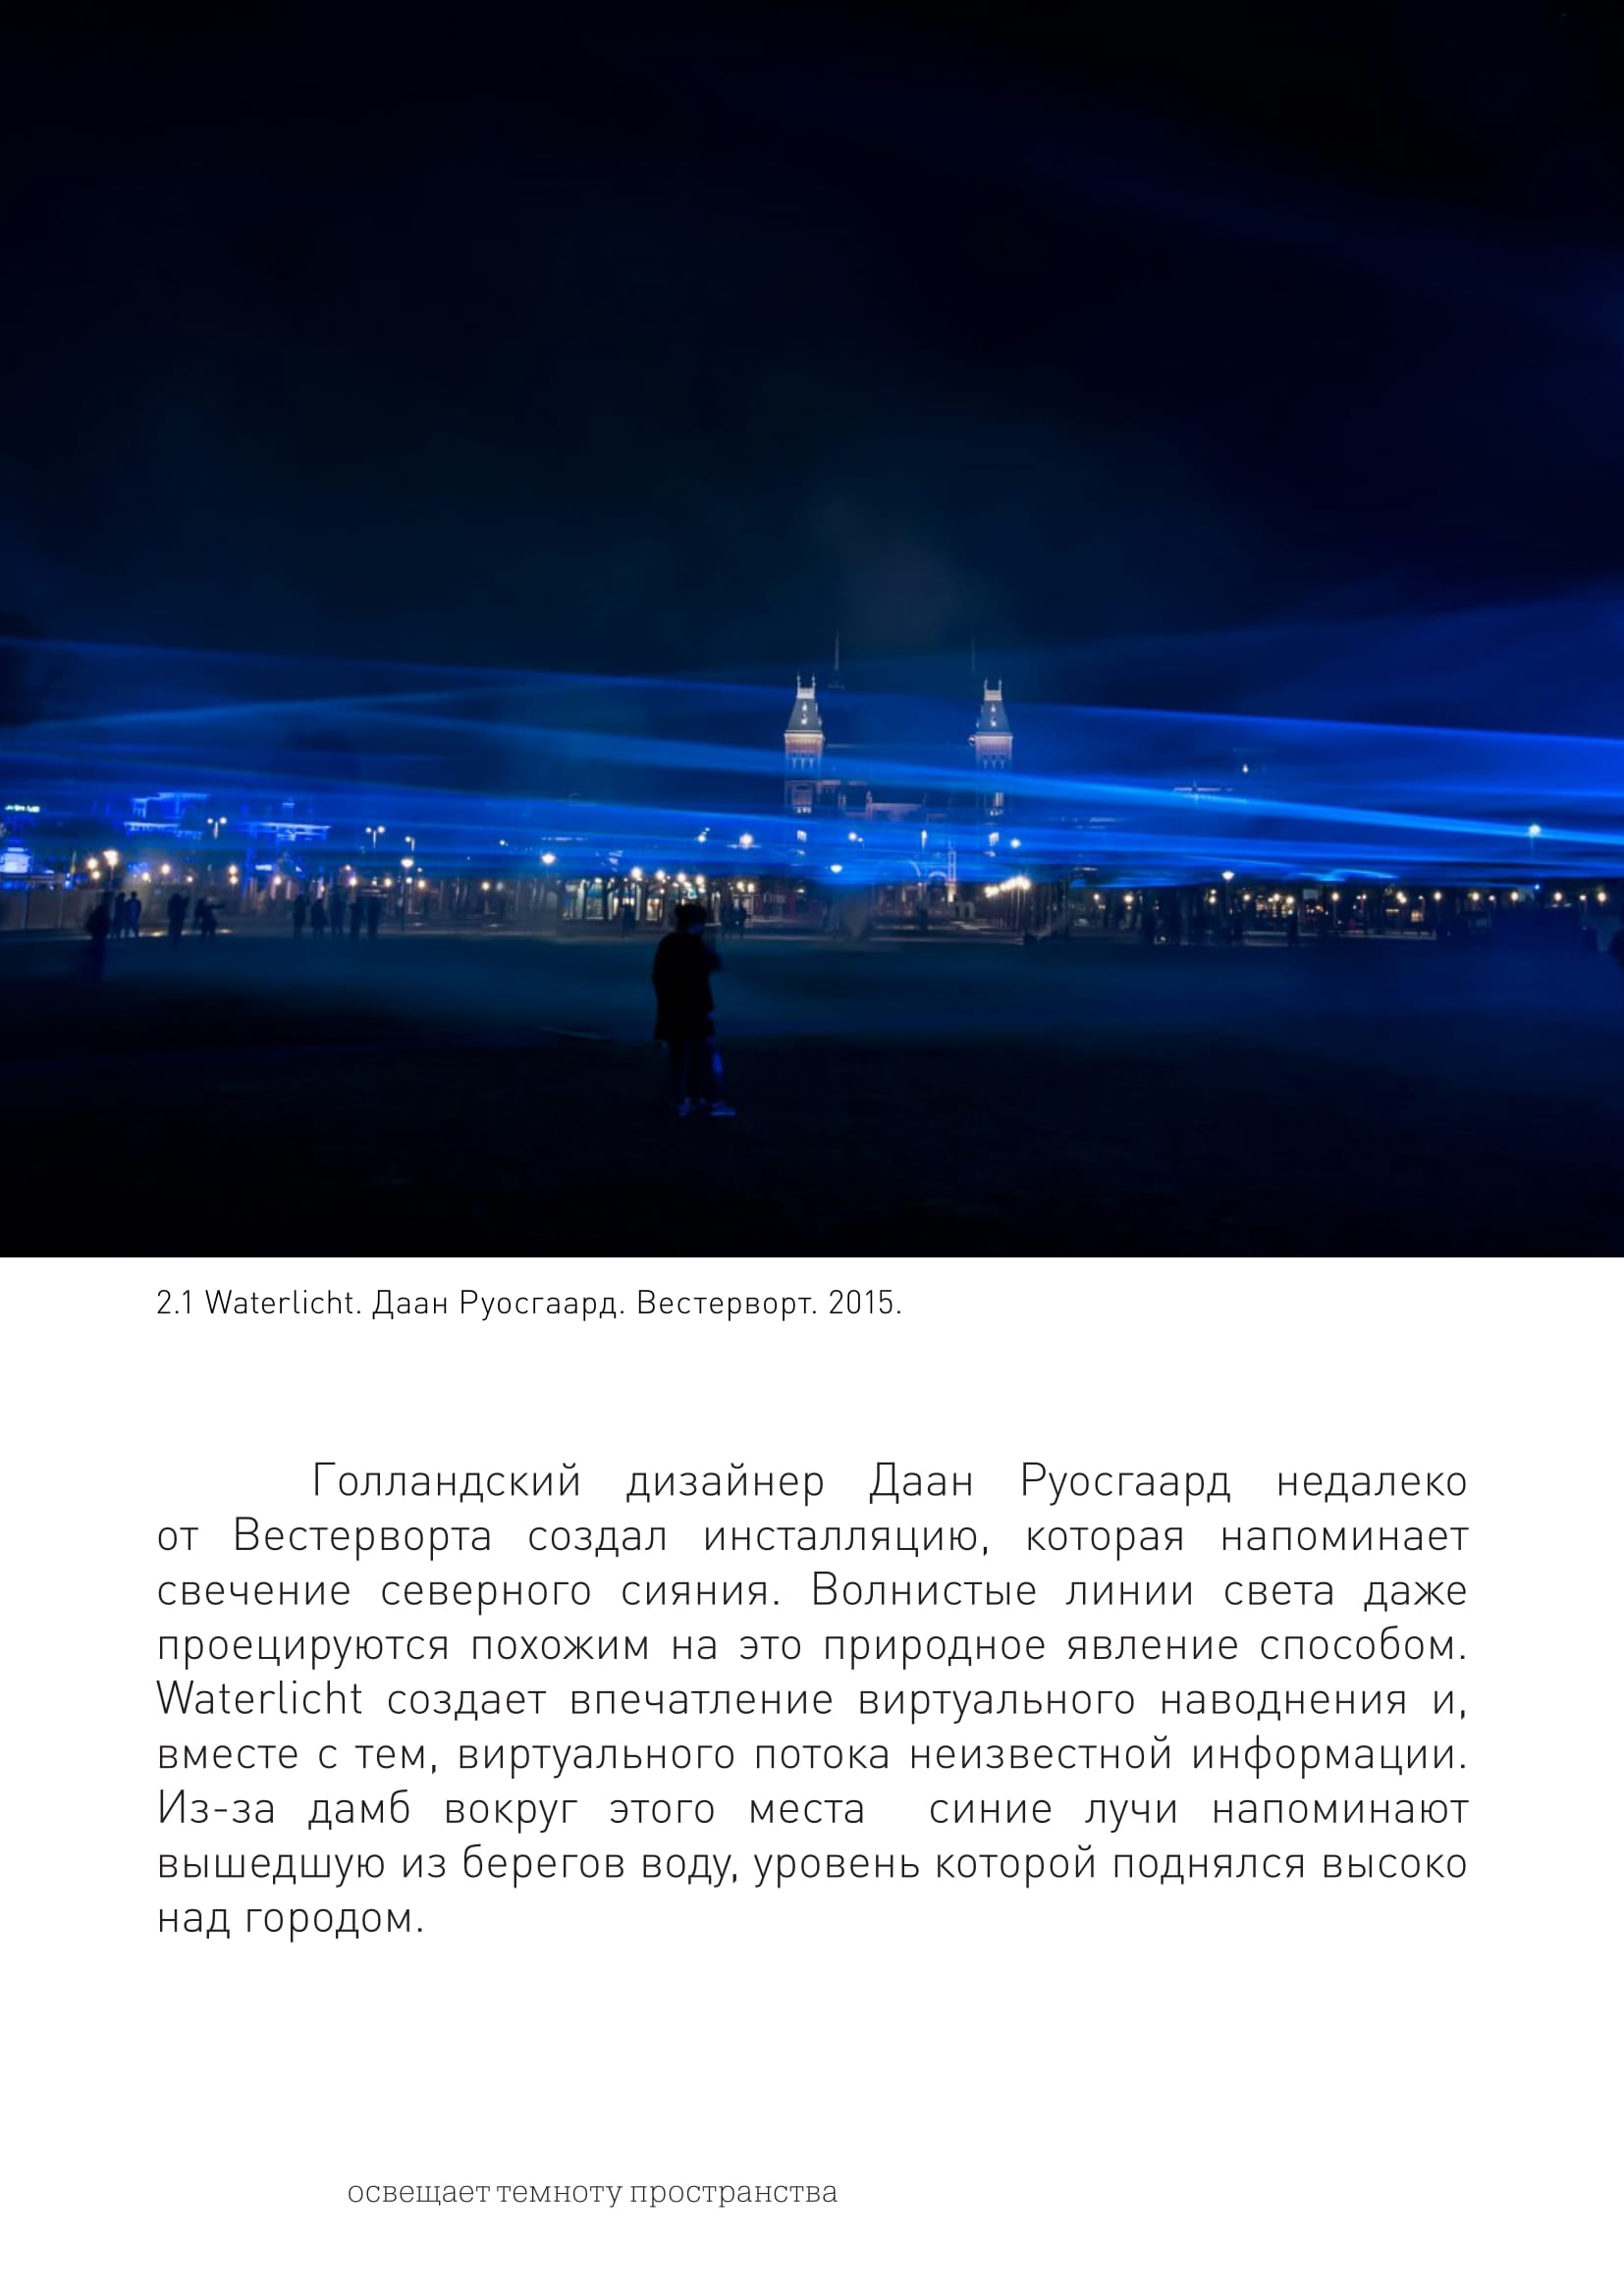 2.1 Waterlicht. Даан Руосгаард. Вестерворт. 2015.
Голландский дизайнер Даан Руосгаард недалеко
от Вестерворта создал инсталляцию, которая напоминает
свечение северного сияния. Волнистые линии света даже
проецируются похожим на это природное явление способом.
Waterlicht создает впечатление виртуального наводнения и,
вместе с тем, виртуального потока неизвестной информации.
Из-за дамб вокруг этого места синие лучи напоминают
вышедшую из берегов воду, уровень которой поднялся высоко
над городом.
освещает темноту пространства